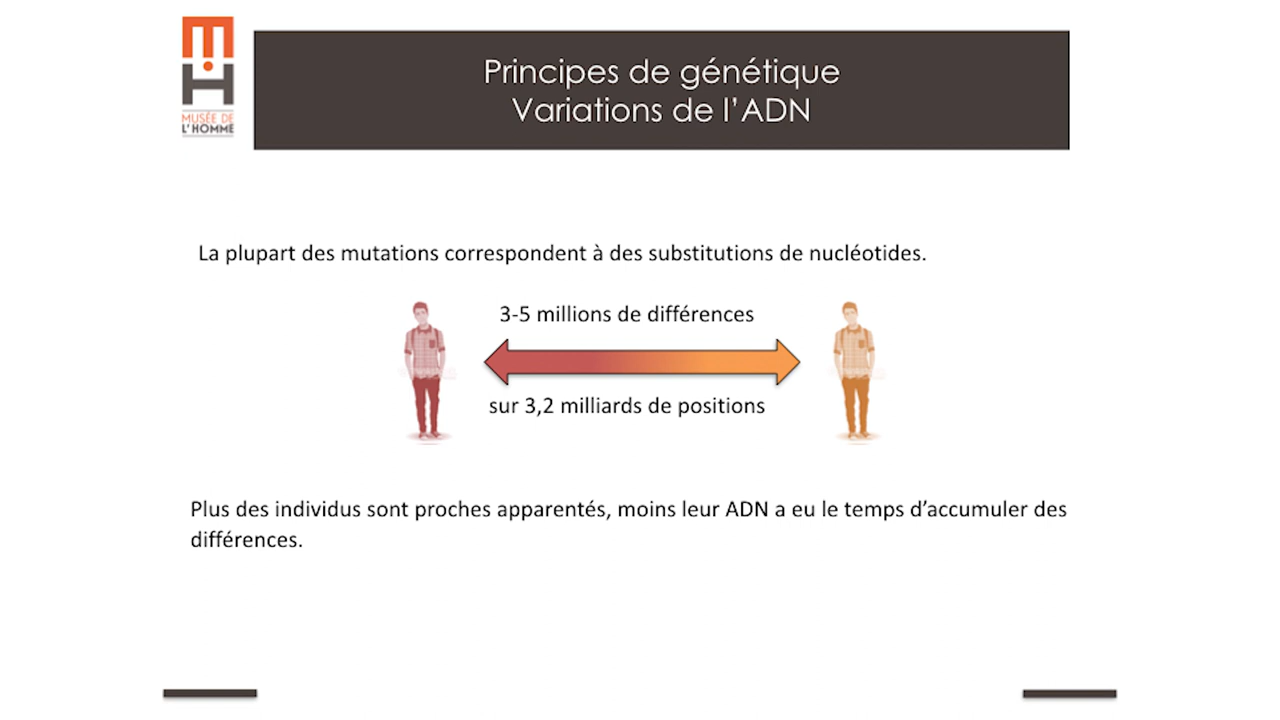 MUSÉE DE
L'HOMME
Principes de génétique
Variations de l'ADN
La plupart des mutations correspondent à des substitutions de nucléotides.
3-5 millions de différences
sur 3,2 milliards de positions
Plus des individus sont proches apparentés, moins leur ADN a eu le temps d'accumuler des
différences.